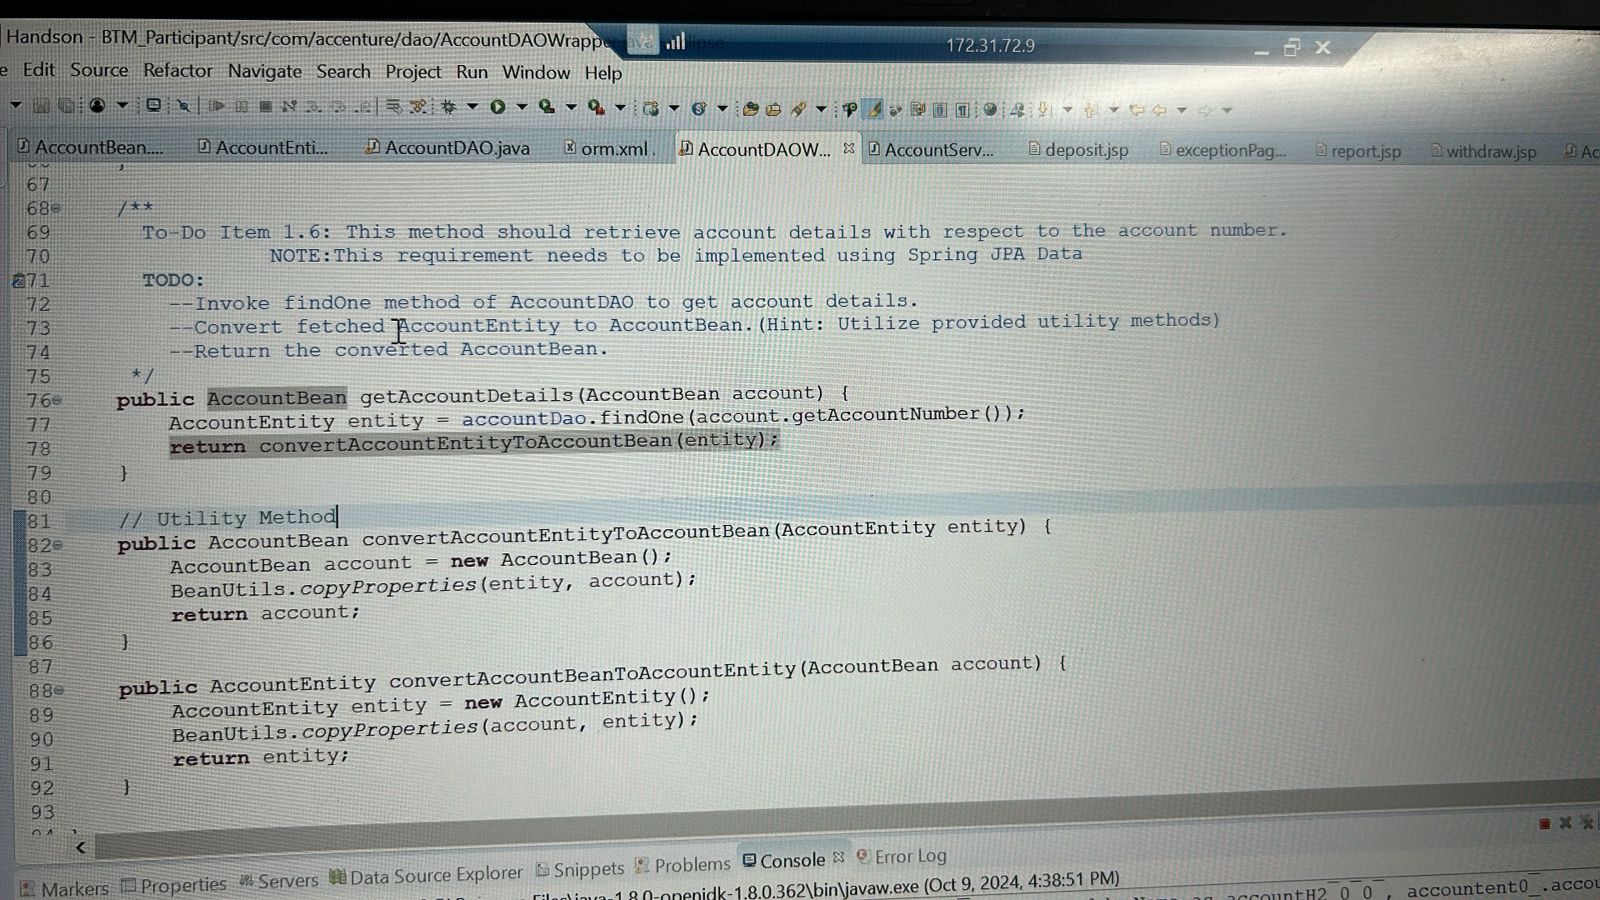 Handson - BTM_Participant/src/com/accenture/dao/AccountDAOWrappe
172.31.72.9
e Edit Source Refactor Navigate Search Project Run Window Help
AccountBean.... AccountEnti... AccountDAO.java orm.xml AccountDAOW... AccountServ... deposit.jsp exceptionPag... report.jsp withdraw.jsp Ac
67
68 /**
69 To-Do Item 1.6: This method should retrieve account details with respect to the account number.
70 NOTE:This requirement needs to be implemented using Spring JPA Data
71 TODO:
72 --Invoke findOne method of AccountDAO to get account details.
73 --Convert fetched AccountEntity to AccountBean.(Hint: Utilize provided utility methods)
74 --Return the converted AccountBean.
75 */
76 public AccountBean getAccountDetails(AccountBean account) {
77 AccountEntity entity = accountDao.findOne(account.getAccountNumber());
78 return convertAccountEntityToAccountBean(entity);
79 }
80
81 // Utility Method
82 public AccountBean convertAccountEntityToAccountBean(AccountEntity entity) {
83 AccountBean account = new AccountBean();
84 BeanUtils.copyProperties(entity, account);
85 return account;
86 }
87
88 public AccountEntity convertAccountBeanToAccountEntity(AccountBean account) {
89 AccountEntity entity = new AccountEntity();
90 BeanUtils.copyProperties(account, entity);
91 return entity;
92 }
93
Markers Properties Servers Data Source Explorer Snippets Problems Console Error Log
Files\java-1.8.0-openjdk-1.8.0.362\bin\javaw.exe (Oct 9, 2024, 4:38:51 PM)
accountH2_0_0_, accountent0_.accou